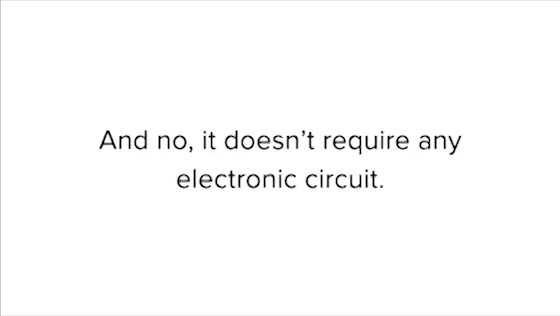 And no, it doesn’t require any
electronic circuit.